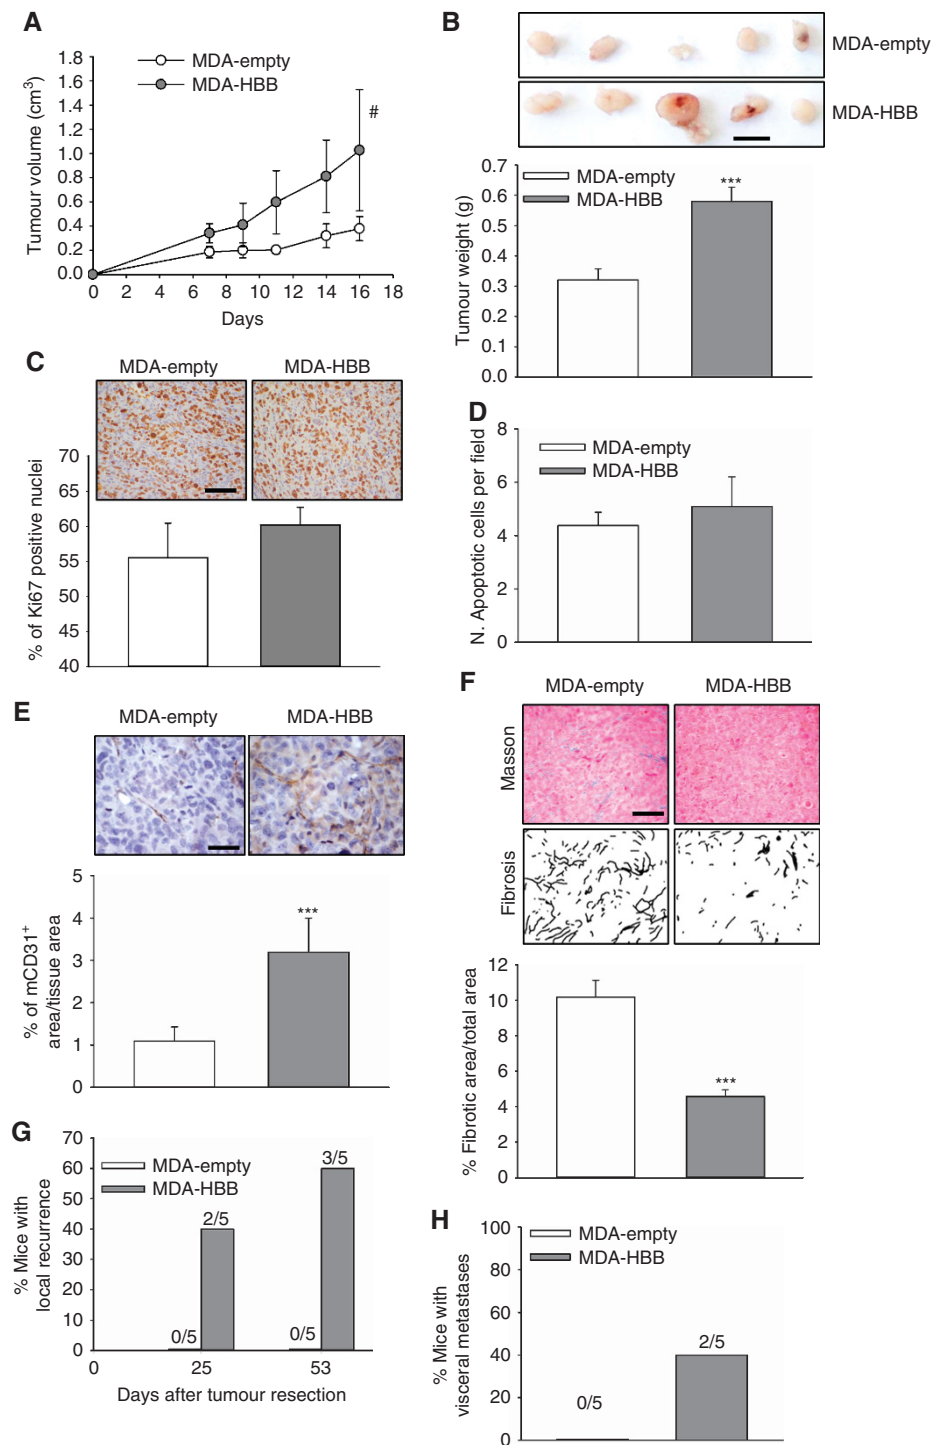 A
MDA-empty
MDA-HBB
Tumour volume (cm³)
1.8
1.6
1.4
1.2
1.0
0.8
0.6
0.4
0.2
0.0
#
0 2 4 6 8 10 12 14 16 18
Days
B
MDA-empty
MDA-HBB
MDA-empty
MDA-HBB
***
Tumour weight (g)
0.7
0.6
0.5
0.4
0.3
0.2
0.1
0.0
C
MDA-empty MDA-HBB
% of Ki67 positive nuclei
70
65
60
55
50
45
40
D
MDA-empty
MDA-HBB
N. Apoptotic cells per field
8
6
4
2
0
E
MDA-empty MDA-HBB
% of mCD31⁺
area/tissue area
5
4
3
2
1
0
***
F
MDA-empty MDA-HBB
Masson
Fibrosis
% Fibrotic area/total area
12
10
8
6
4
2
0
***
G
MDA-empty
MDA-HBB
% Mice with
local recurrence
70
60
50
40
30
20
10
0
0/5 2/5 0/5 3/5
0 25 53
Days after tumour resection
H
MDA-empty
MDA-HBB
% Mice with
visceral metastases
100
80
60
40
20
0
0/5 2/5